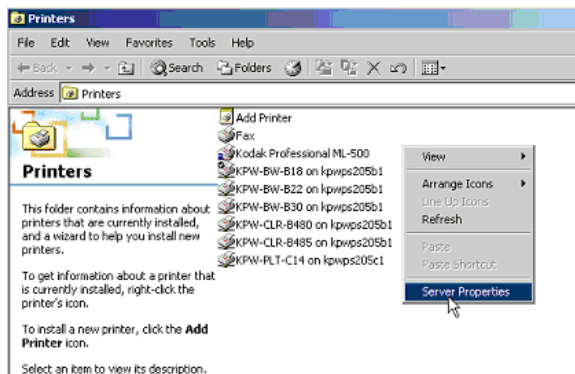 Printers
File Edit View Favorites Tools Help
Back Search Folders
Address Printers
Printers
This folder contains information about
printers that are currently installed,
and a wizard to help you install new
printers.
To get information about a printer that
is currently installed, right-click the
printer's icon.
To install a new printer, click the Add
Printer icon.
Select an item to view its description.
Add Printer
Fax
Kodak Professional ML-500
KPW-BW-B18 on kpwps205b1
KPW-BW-B22 on kpwps205b1
KPW-BW-B30 on kpwps205b1
KPW-CLR-B480 on kpwps205b1
KPW-CLR-B485 on kpwps205b1
KPW-PLT-C14 on kpwps205c1
View
Arrange Icons
Line Up Icons
Refresh
Paste
Paste Shortcut
Server Properties